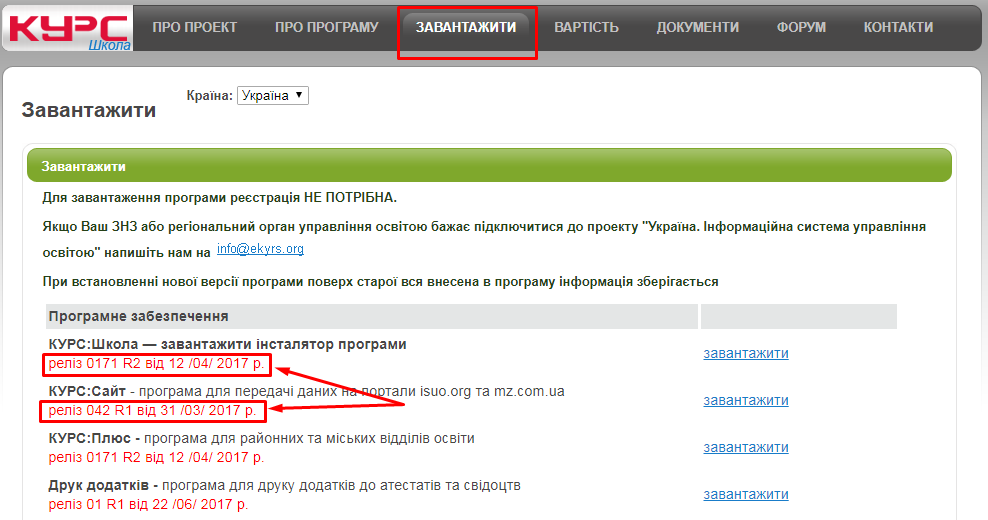 КУРС
Школа
ПРО ПРОЕКТ ПРО ПРОГРАМУ ЗАВАНТАЖИТИ ВАРТІСТЬ ДОКУМЕНТИ ФОРУМ КОНТАКТИ
Країна: Україна
Завантажити
Завантажити
Для завантаження програми реєстрація НЕ ПОТРІБНА.
Якщо Ваш ЗНЗ або регіональний орган управління освітою бажає підключитися до проекту "Україна. Інформаційна система управління
освітою" напишіть нам на info@ekyrs.org
При встановленні нової версії програми поверх старої вся внесена в програму інформація зберігається
Програмне забезпечення
КУРС:Школа — завантажити інсталятор програми
реліз 0171 R2 від 12 /04/ 2017 р.
завантажити
КУРС:Сайт - програма для передачі даних на портали isuo.org та mz.com.ua
реліз 042 R1 від 31 /03/ 2017 р.
завантажити
КУРС:Плюс - програма для районних та міських відділів освіти
реліз 0171 R2 від 12 /04/ 2017 р.
завантажити
Друк додатків - програма для друку додатків до атестатів та свідоцтв
реліз 01 R1 від 22 /06/ 2017 р.
завантажити